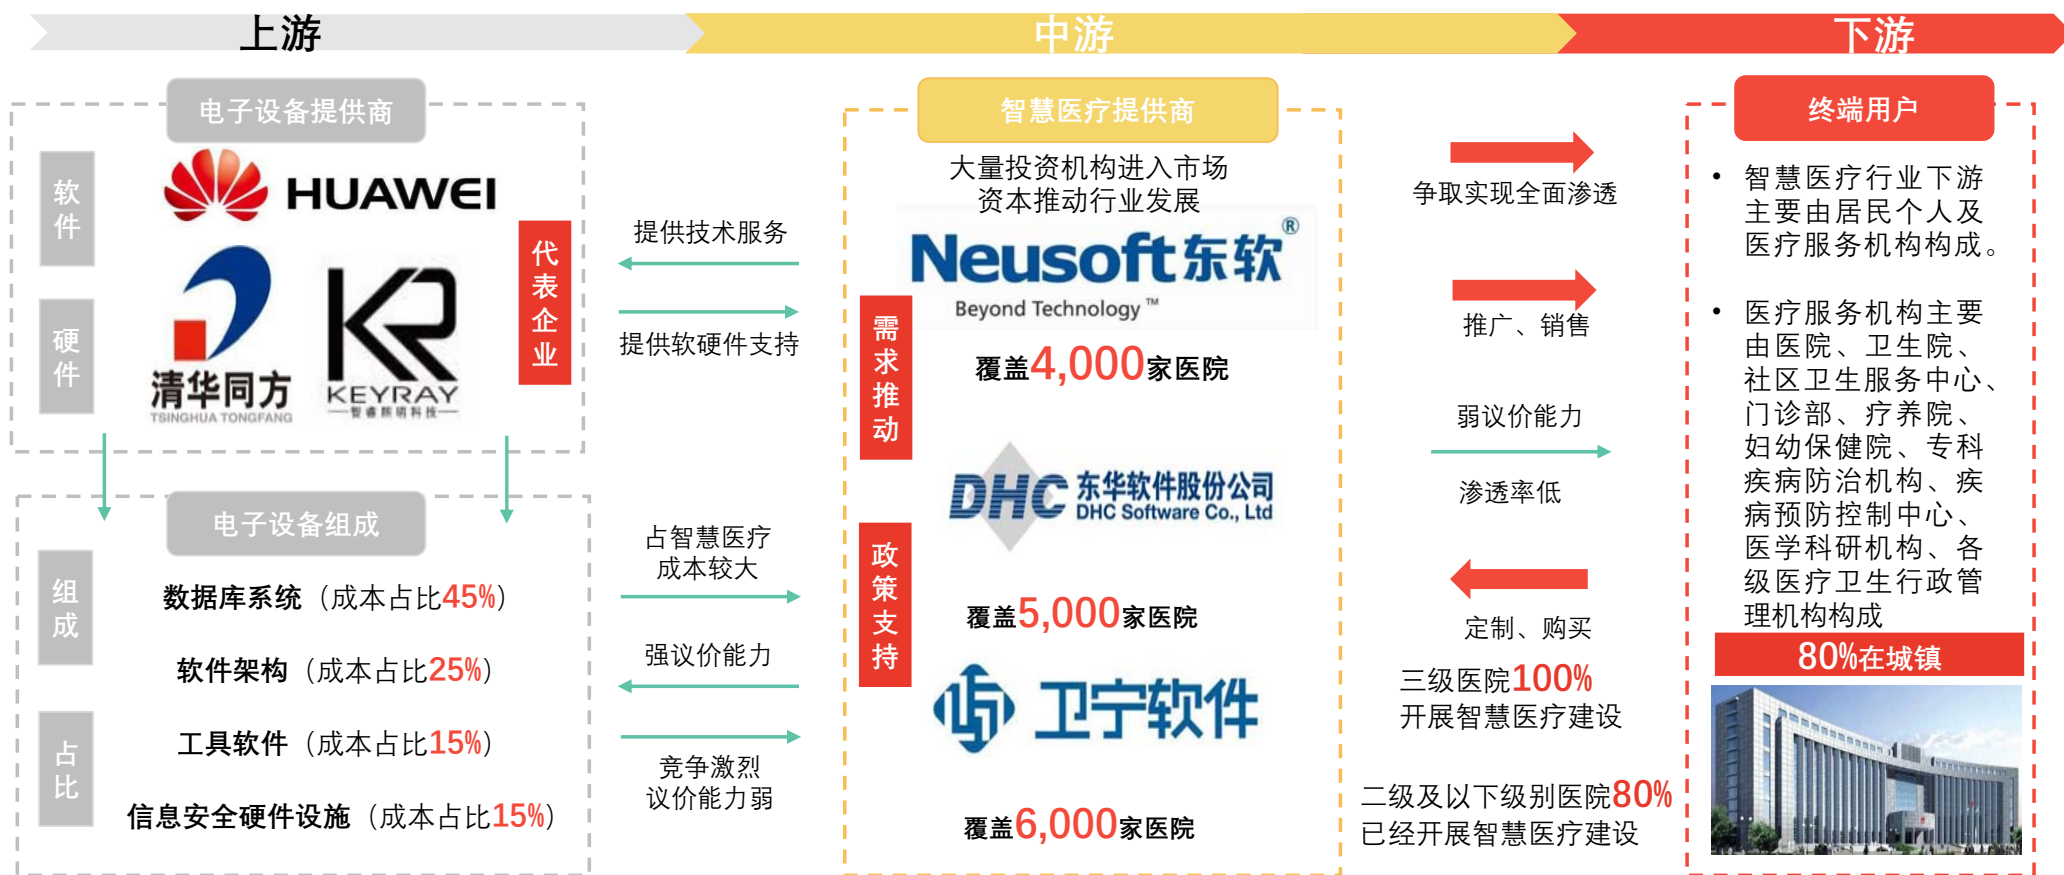 上游
中游
下游
电子设备提供商
软件
硬件
HUAWEI
清华同方
TSINGHUA TONGFANG
KR
KEYRAY
智睿照明科技
代表企业
电子设备组成
组成
占比
数据库系统（成本占比45%）
软件架构（成本占比25%）
工具软件（成本占比15%）
信息安全硬件设施（成本占比15%）
提供技术服务
提供软硬件支持
占智慧医疗
成本较大
强议价能力
竞争激烈
议价能力弱
智慧医疗提供商
大量投资机构进入市场
资本推动行业发展
Neusoft东软®
Beyond Technology ™
需求推动
覆盖4,000家医院
DHC 东华软件股份公司
DHC Software Co., Ltd
政策支持
覆盖5,000家医院
卫宁软件
覆盖6,000家医院
争取实现全面渗透
推广、销售
弱议价能力
渗透率低
定制、购买
三级医院100%
开展智慧医疗建设
二级及以下级别医院80%
已经开展智慧医疗建设
终端用户
• 智慧医疗行业下游
主要由居民个人及
医疗服务机构构成。
• 医疗服务机构主要
由医院、卫生院、
社区卫生服务中心、
门诊部、疗养院、
妇幼保健院、专科
疾病防治机构、疾
病预防控制中心、
医学科研机构、各
级医疗卫生行政管
理机构构成
80%在城镇